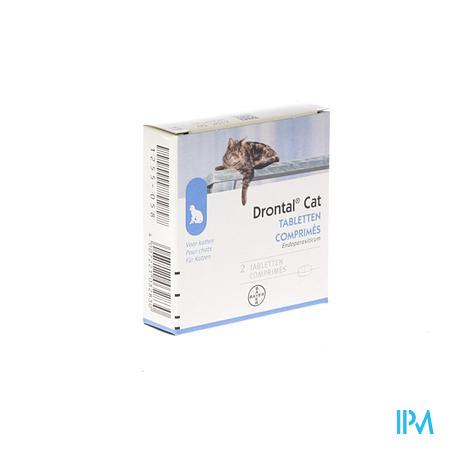 Drontal® Cat
TABLETTEN
COMPRIMÉS
Endoparasiticum
2 TABLETTEN
COMPRIMÉS
BAYER
Voor katten
Pour chats
Für Katzen
1255-058
IPM